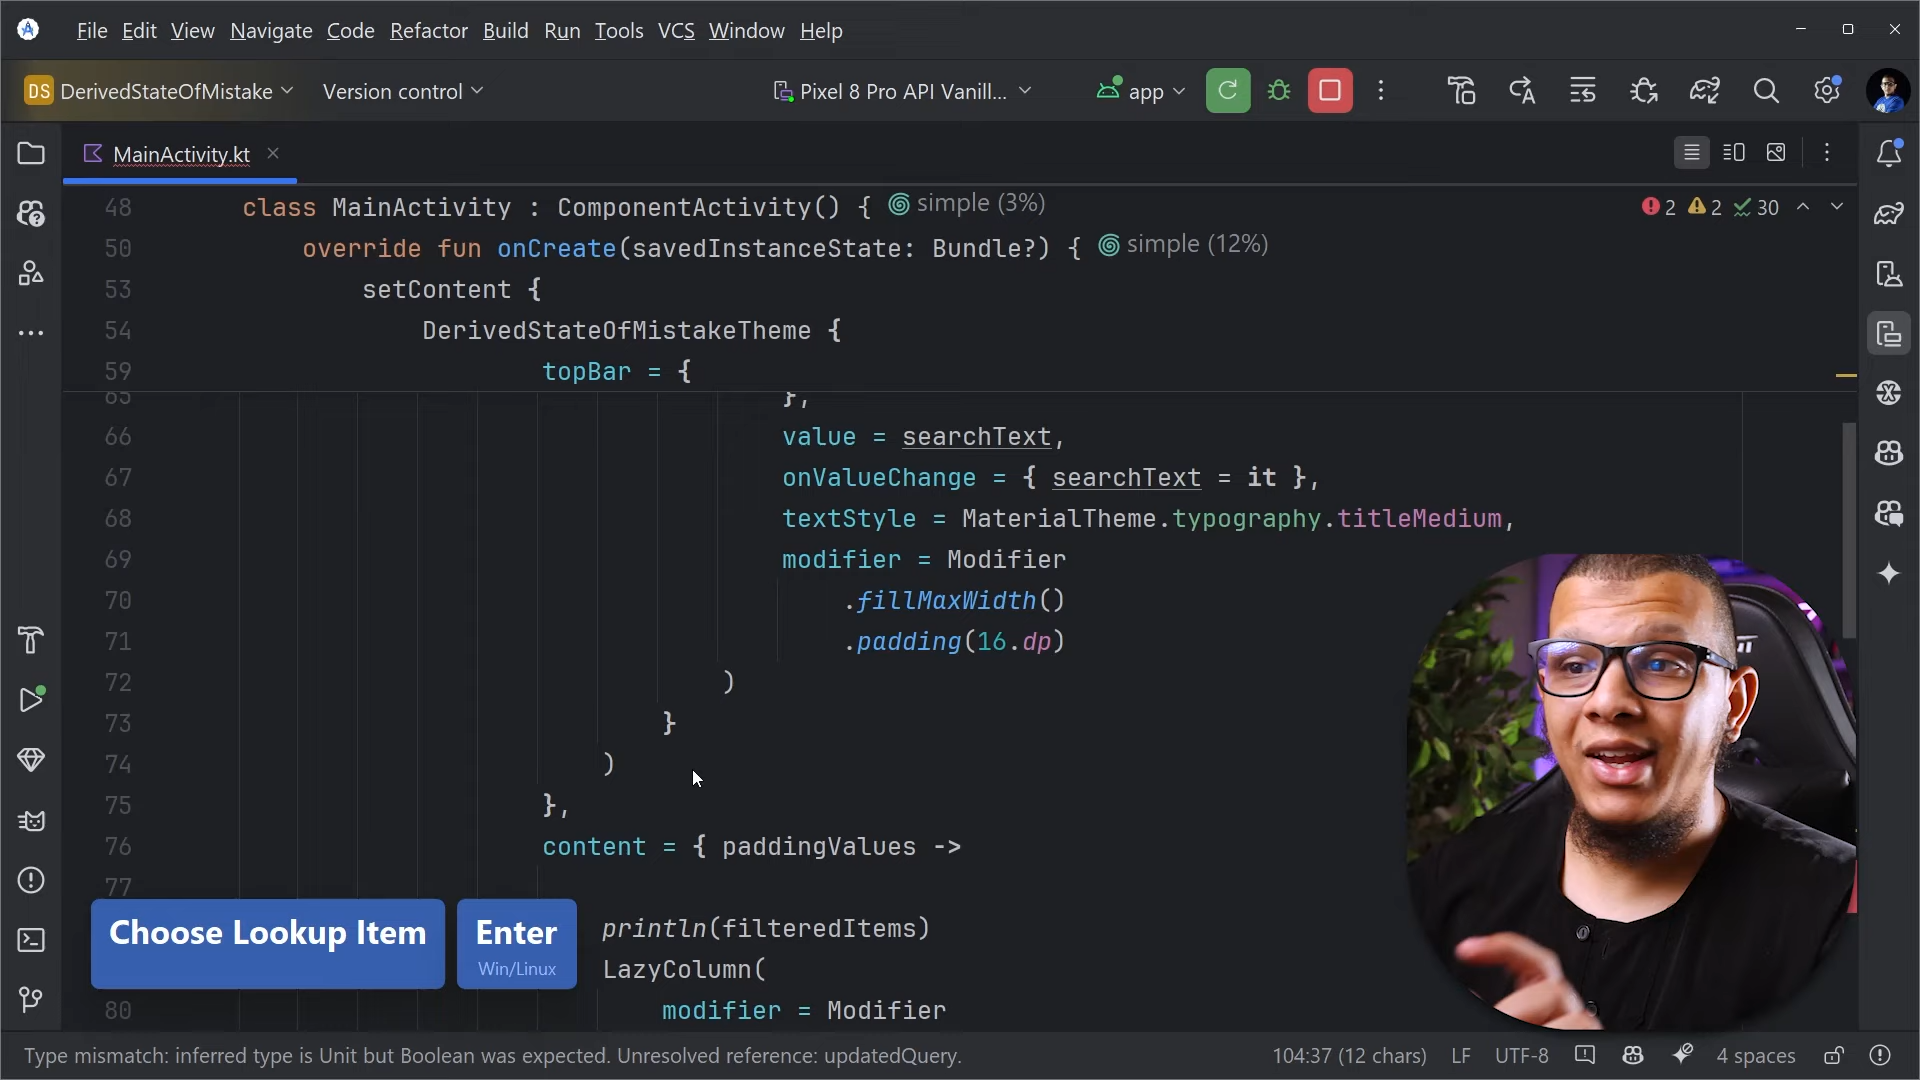 File Edit View Navigate Code Refactor Build Run Tools VCS Window Help
DS DerivedStateOfMistake Version control Pixel 8 Pro API Vanill... app
MainActivity.kt
48 class MainActivity : ComponentActivity() { simple (3%) 2 2 30
50 override fun onCreate(savedInstanceState: Bundle?) { simple (12%)
53 setContent {
54 DerivedStateOfMistakeTheme {
59 topBar = {
65 },
66 value = searchText,
67 onValueChange = { searchText = it },
68 textStyle = MaterialTheme.typography.titleMedium,
69 modifier = Modifier
70 .fillMaxWidth()
71 .padding(16.dp)
72 )
73 }
74 )
75 },
76 content = { paddingValues ->
77
println(filteredItems)
LazyColumn(
80 modifier = Modifier
Choose Lookup Item
Enter
Win/Linux
Type mismatch: inferred type is Unit but Boolean was expected. Unresolved reference: updatedQuery. 104:37 (12 chars) LF UTF-8 4 spaces